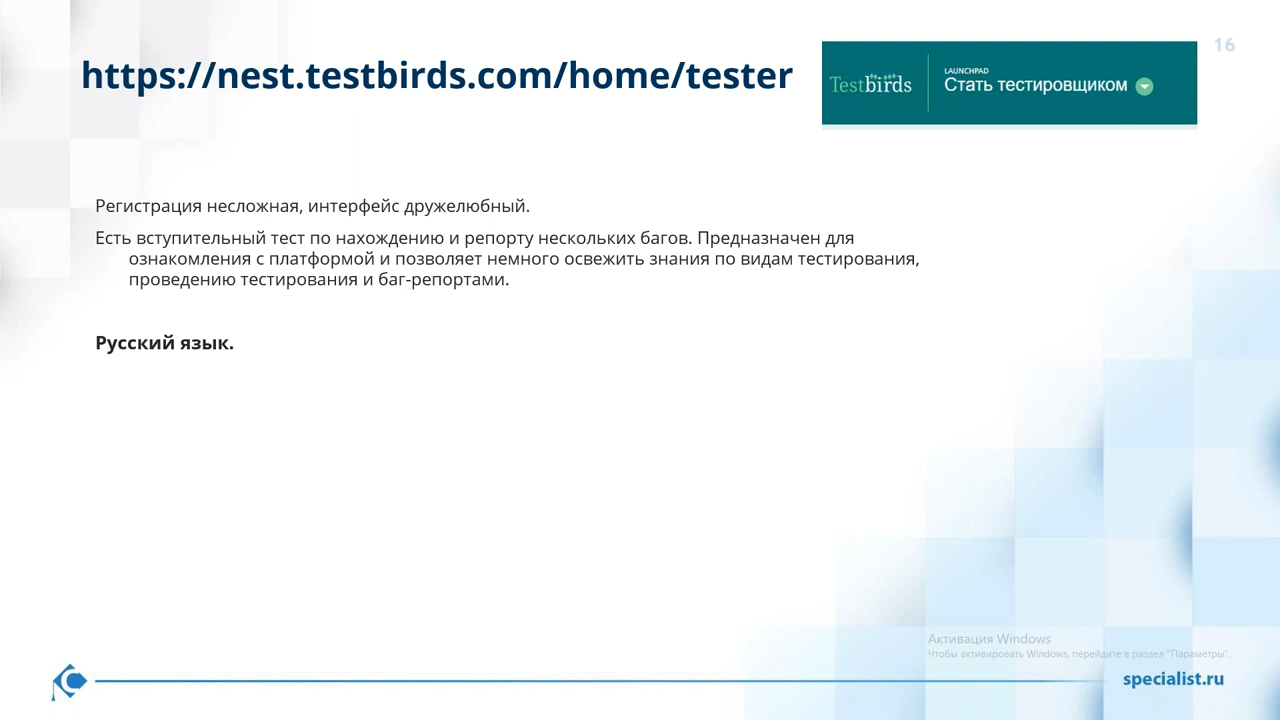 https://nest.testbirds.com/home/tester
Testbirds
LAUNCHPAD
Стать тестировщиком
16
Регистрация несложная, интерфейс дружелюбный.
Есть вступительный тест по нахождению и репорту нескольких багов. Предназначен для
ознакомления с платформой и позволяет немного освежить знания по видам тестирования,
проведению тестирования и баг-репортами.
Русский язык.
Активация Windows
Чтобы активировать Windows, перейдите в раздел "Параметры".
specialist.ru